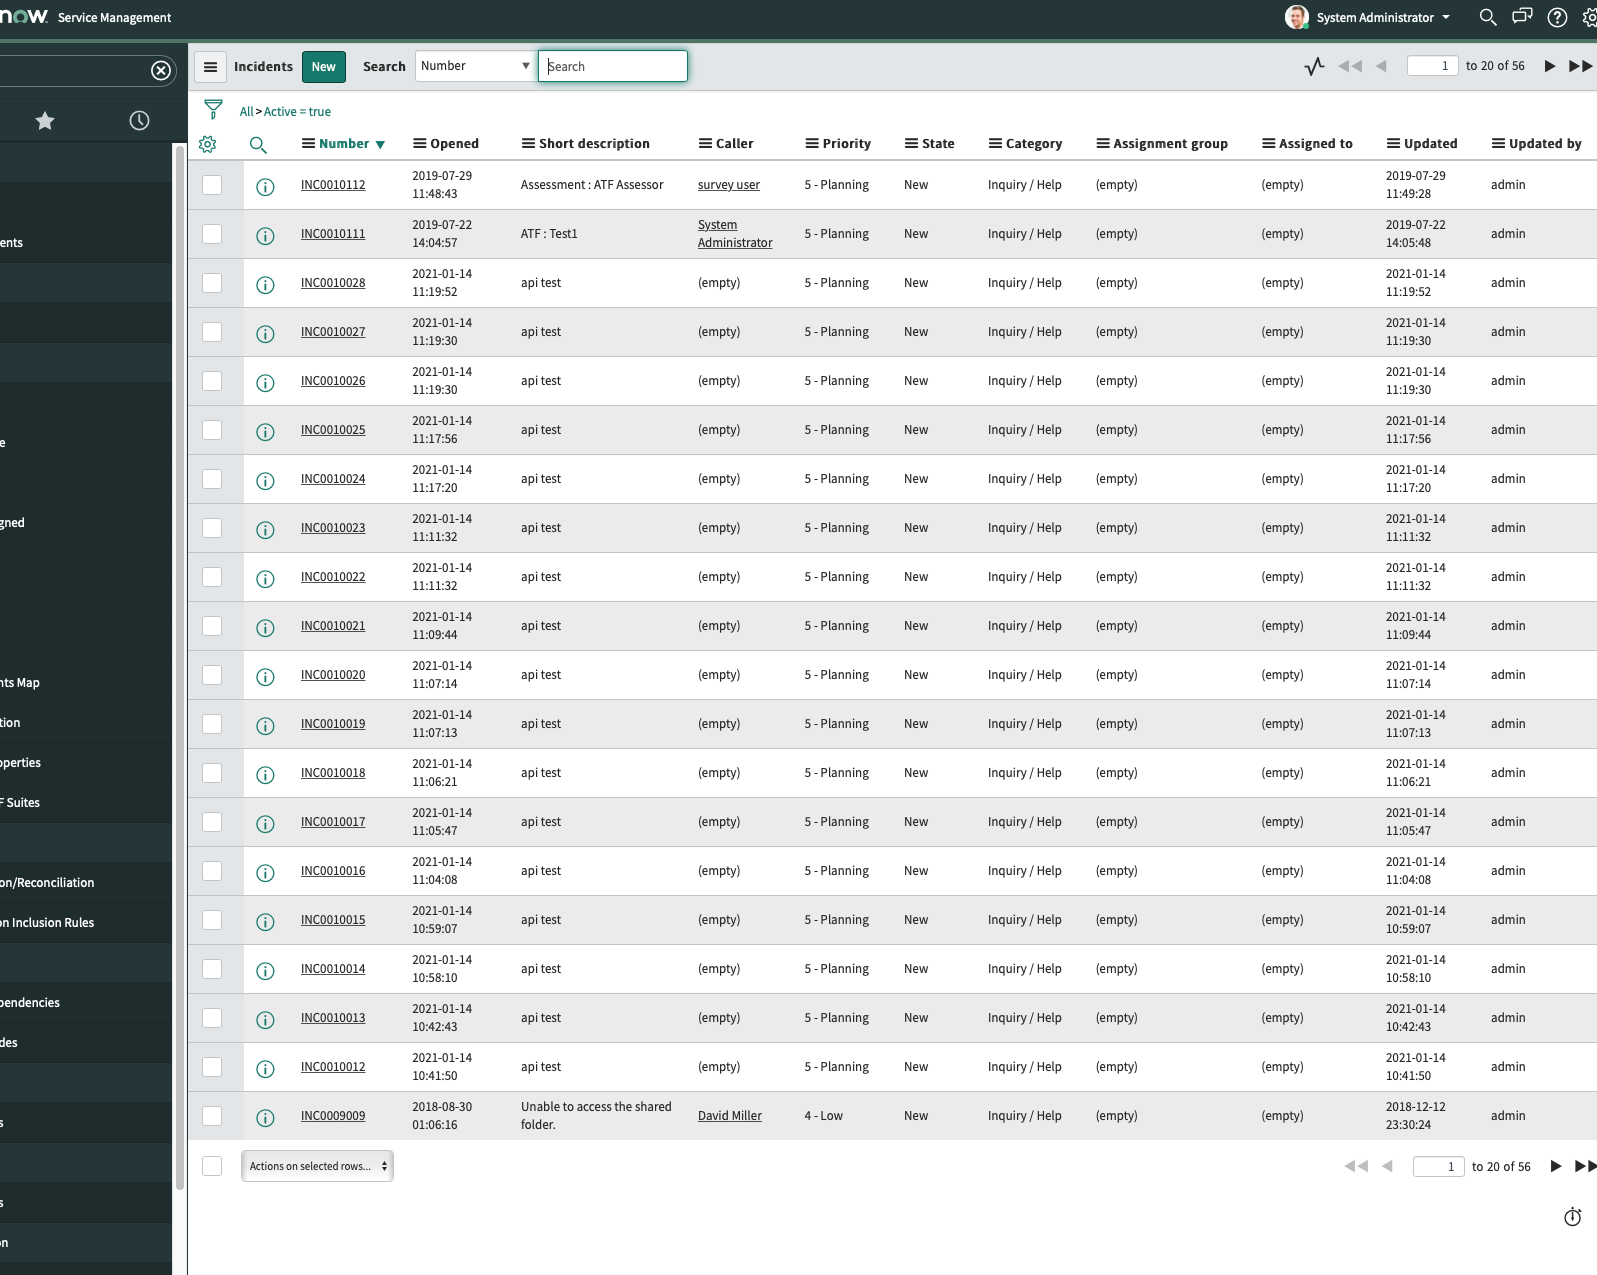 now Service Management
System Administrator
Incidents New Search Number Search 1 to 20 of 56
All > Active = true
Number Opened Short description Caller Priority State Category Assignment group Assigned to Updated Updated by
INC0010112 2019-07-29 11:48:43 Assessment : ATF Assessor survey user 5 - Planning New Inquiry / Help (empty) (empty) 2019-07-29 11:49:28 admin
INC0010111 2019-07-22 14:04:57 ATF : Test1 System Administrator 5 - Planning New Inquiry / Help (empty) (empty) 2019-07-22 14:05:48 admin
INC0010028 2021-01-14 11:19:52 api test (empty) 5 - Planning New Inquiry / Help (empty) (empty) 2021-01-14 11:19:52 admin
INC0010027 2021-01-14 11:19:30 api test (empty) 5 - Planning New Inquiry / Help (empty) (empty) 2021-01-14 11:19:30 admin
INC0010026 2021-01-14 11:19:30 api test (empty) 5 - Planning New Inquiry / Help (empty) (empty) 2021-01-14 11:19:30 admin
INC0010025 2021-01-14 11:17:56 api test (empty) 5 - Planning New Inquiry / Help (empty) (empty) 2021-01-14 11:17:56 admin
INC0010024 2021-01-14 11:17:20 api test (empty) 5 - Planning New Inquiry / Help (empty) (empty) 2021-01-14 11:17:20 admin
INC0010023 2021-01-14 11:11:32 api test (empty) 5 - Planning New Inquiry / Help (empty) (empty) 2021-01-14 11:11:32 admin
INC0010022 2021-01-14 11:11:32 api test (empty) 5 - Planning New Inquiry / Help (empty) (empty) 2021-01-14 11:11:32 admin
INC0010021 2021-01-14 11:09:44 api test (empty) 5 - Planning New Inquiry / Help (empty) (empty) 2021-01-14 11:09:44 admin
INC0010020 2021-01-14 11:07:14 api test (empty) 5 - Planning New Inquiry / Help (empty) (empty) 2021-01-14 11:07:14 admin
INC0010019 2021-01-14 11:07:13 api test (empty) 5 - Planning New Inquiry / Help (empty) (empty) 2021-01-14 11:07:13 admin
INC0010018 2021-01-14 11:06:21 api test (empty) 5 - Planning New Inquiry / Help (empty) (empty) 2021-01-14 11:06:21 admin
INC0010017 2021-01-14 11:05:47 api test (empty) 5 - Planning New Inquiry / Help (empty) (empty) 2021-01-14 11:05:47 admin
INC0010016 2021-01-14 11:04:08 api test (empty) 5 - Planning New Inquiry / Help (empty) (empty) 2021-01-14 11:04:08 admin
INC0010015 2021-01-14 10:59:07 api test (empty) 5 - Planning New Inquiry / Help (empty) (empty) 2021-01-14 10:59:07 admin
INC0010014 2021-01-14 10:58:10 api test (empty) 5 - Planning New Inquiry / Help (empty) (empty) 2021-01-14 10:58:10 admin
INC0010013 2021-01-14 10:42:43 api test (empty) 5 - Planning New Inquiry / Help (empty) (empty) 2021-01-14 10:42:43 admin
INC0010012 2021-01-14 10:41:50 api test (empty) 5 - Planning New Inquiry / Help (empty) (empty) 2021-01-14 10:41:50 admin
INC0009009 2018-08-30 01:06:16 Unable to access the shared folder. David Miller 4 - Low New Inquiry / Help (empty) (empty) 2018-12-12 23:30:24 admin
Actions on selected rows... 1 to 20 of 56
ents
e
gned
nts Map
tion
operties
F Suites
on/Reconciliation
on Inclusion Rules
pendencies
des
s
s
on